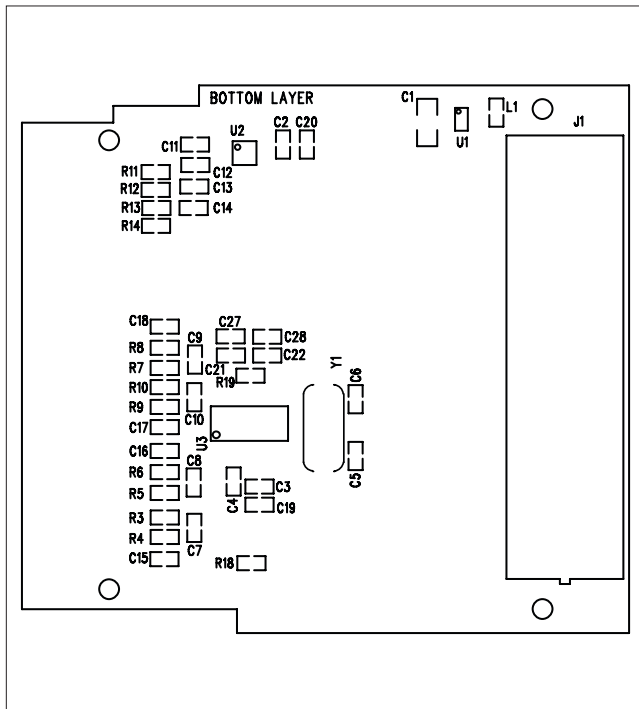 BOTTOM LAYER
C1
L1
J1
U2
C2 C20
U1
C11
C12
R11
R12
C13
R13
C14
R14
C18
C27
C9
C28
R8
C22
Y1
R7
C21
C6
R10
R19
R9
C10
C17
U3
C16
C8
R6
C5
R5
C3
C4
C19
R3
R4
C7
C15
R18